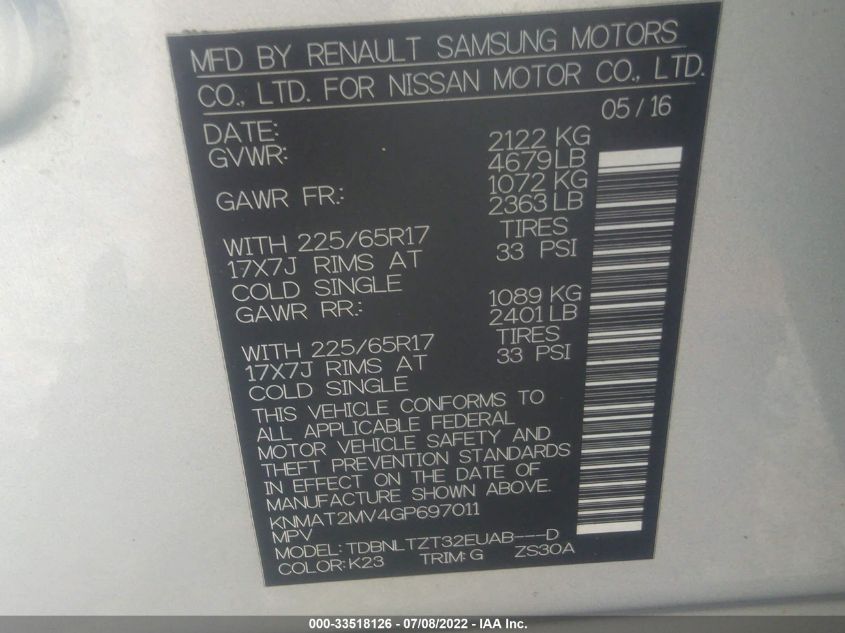 MFD BY RENAULT SAMSUNG MOTORS
CO., LTD. FOR NISSAN MOTOR CO., LTD.
DATE: 05 / 16
GVWR: 2122 KG
4679 LB
GAWR FR.: 1072 KG
2363 LB
WITH 225/65R17 TIRES
17X7J RIMS AT 33 PSI
COLD SINGLE
GAWR RR.: 1089 KG
2401 LB
WITH 225/65R17 TIRES
17X7J RIMS AT 33 PSI
COLD SINGLE
THIS VEHICLE CONFORMS TO
ALL APPLICABLE FEDERAL
MOTOR VEHICLE SAFETY AND
THEFT PREVENTION STANDARDS
IN EFFECT ON THE DATE OF
MANUFACTURE SHOWN ABOVE.
KNMAT2MV4GP697011
MPV
MODEL: TDBNLTZT32EUAB---D
COLOR: K23 TRIM: G ZS30A
000-33518126 - 07/08/2022 - IAA Inc.